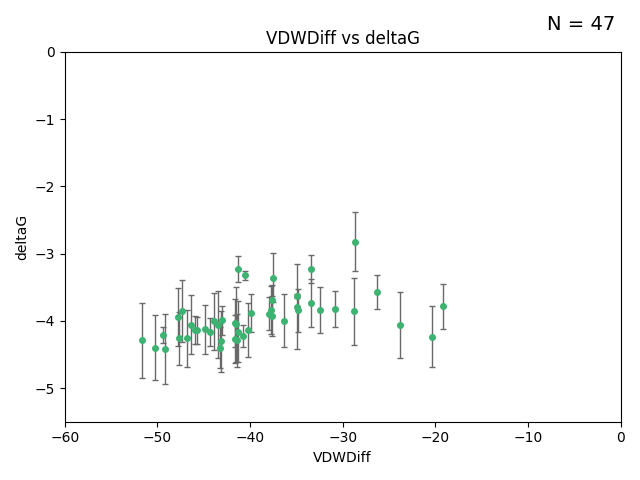 N = 47
VDWDiff vs deltaG
0
−1
−2
−3
−4
−5
deltaG
−60 −50 −40 −30 −20 −10 0
VDWDiff